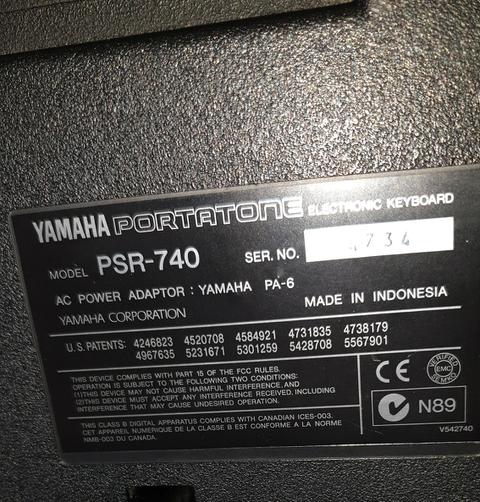 YAMAHA PORTATONE ELECTRONIC KEYBOARD
MODEL PSR-740 SER. NO. 4734
AC POWER ADAPTOR : YAMAHA PA-6
MADE IN INDONESIA
YAMAHA CORPORATION
U.S. PATENTS: 4246823 4520708 4584921 4731835 4738179
4967635 5231671 5301259 5428708 5567901
THIS DEVICE COMPLIES WITH PART 15 OF THE FCC RULES.
OPERATION IS SUBJECT TO THE FOLLOWING TWO CONDITIONS:
(1)THIS DEVICE MAY NOT CAUSE HARMFUL INTERFERENCE, AND
(2)THIS DEVICE MUST ACCEPT ANY INTERFERENCE RECEIVED, INCLUDING
INTERFERENCE THAT MAY CAUSE UNDESIRED OPERATION.
THIS CLASS B DIGITAL APPARATUS COMPLIES WITH CANADIAN ICES-003.
CET APPAREIL NUMÉRIQUE DE LA CLASSE B EST CONFORME A LA NORME
NMB-003 DU CANADA.
CE
EMC
N89
V542740